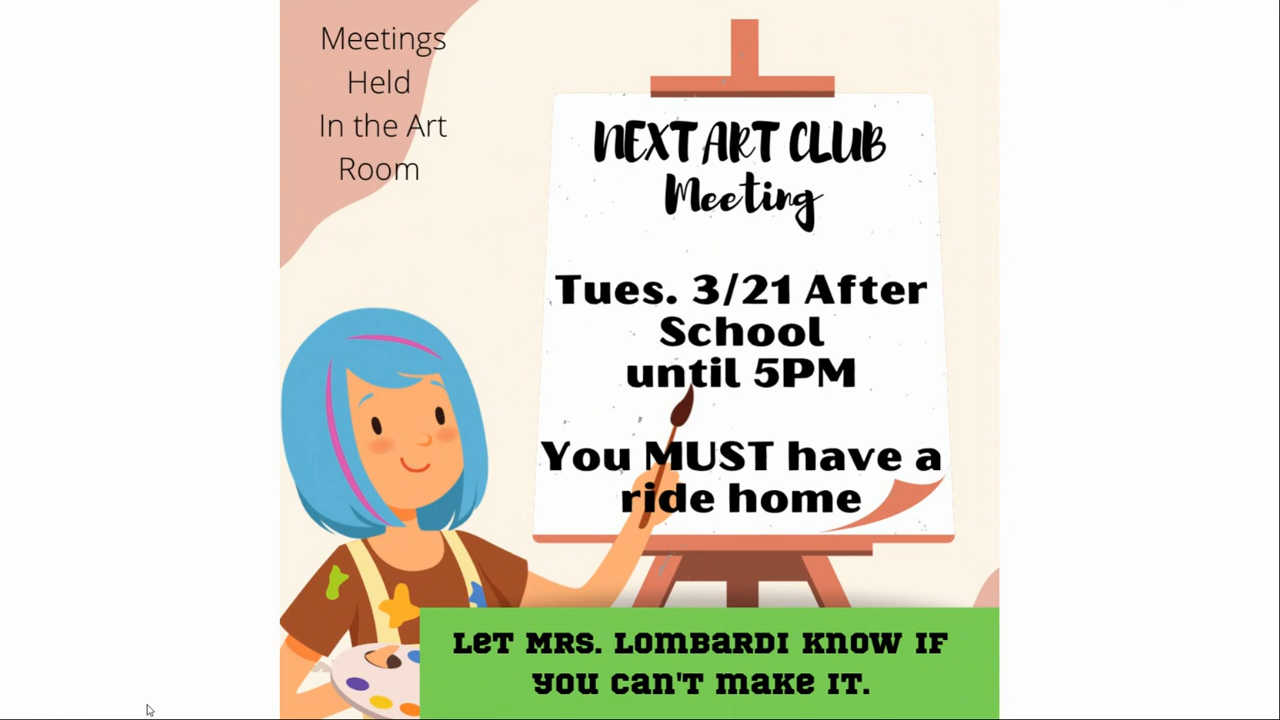 Meetings
Held
In the Art
Room
NEXT ART CLUB
Meeting
Tues. 3/21 After
School
until 5PM
You MUST have a
ride home
Let Mrs. Lombardi know if
you can't make it.